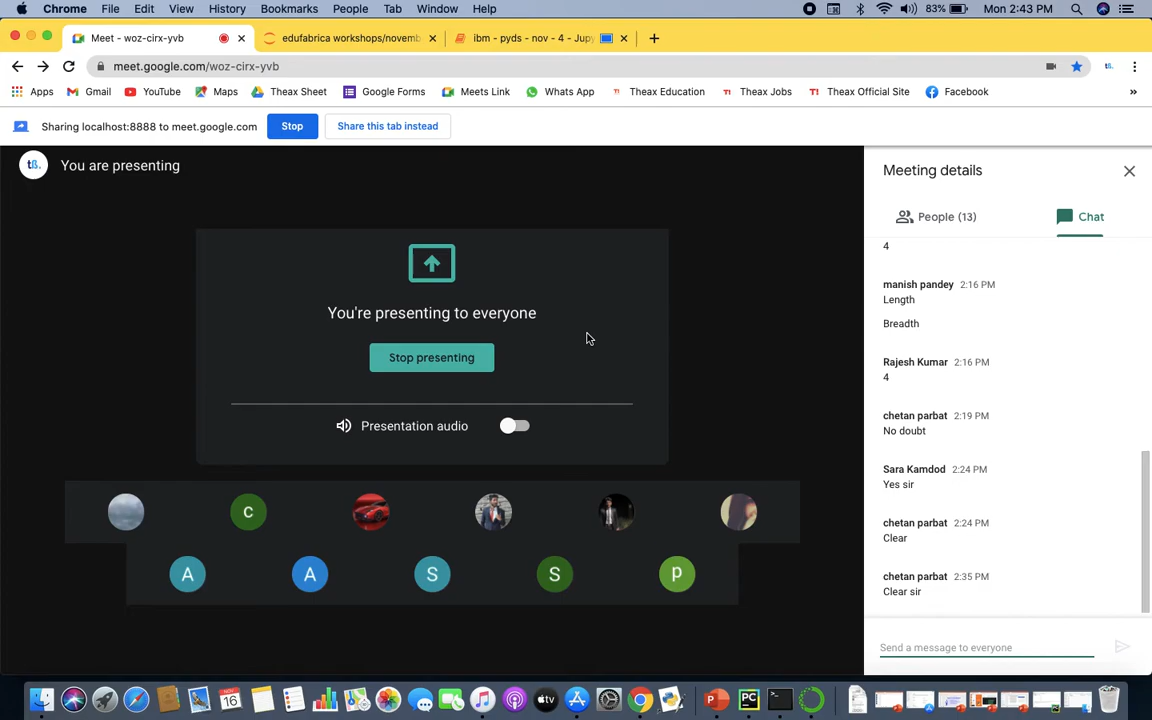 Chrome File Edit View History Bookmarks People Tab Window Help 83% Mon 2:43 PM
Meet - woz-cirx-yvb edufabrica workshops/novemb ibm - pyds - nov - 4 - Jupy
meet.google.com/woz-cirx-yvb tß.
Apps Gmail YouTube Maps Theax Sheet Google Forms Meets Link Whats App Theax Education Theax Jobs Theax Official Site Facebook »
Sharing localhost:8888 to meet.google.com Stop Share this tab instead
tß. You are presenting
You're presenting to everyone
Stop presenting
Presentation audio
C
A A S S p
Meeting details
People (13) Chat
4
manish pandey 2:16 PM
Length
Breadth
Rajesh Kumar 2:16 PM
4
chetan parbat 2:19 PM
No doubt
Sara Kamdod 2:24 PM
Yes sir
chetan parbat 2:24 PM
Clear
chetan parbat 2:35 PM
Clear sir
Send a message to everyone
NOV
16
tv
PC